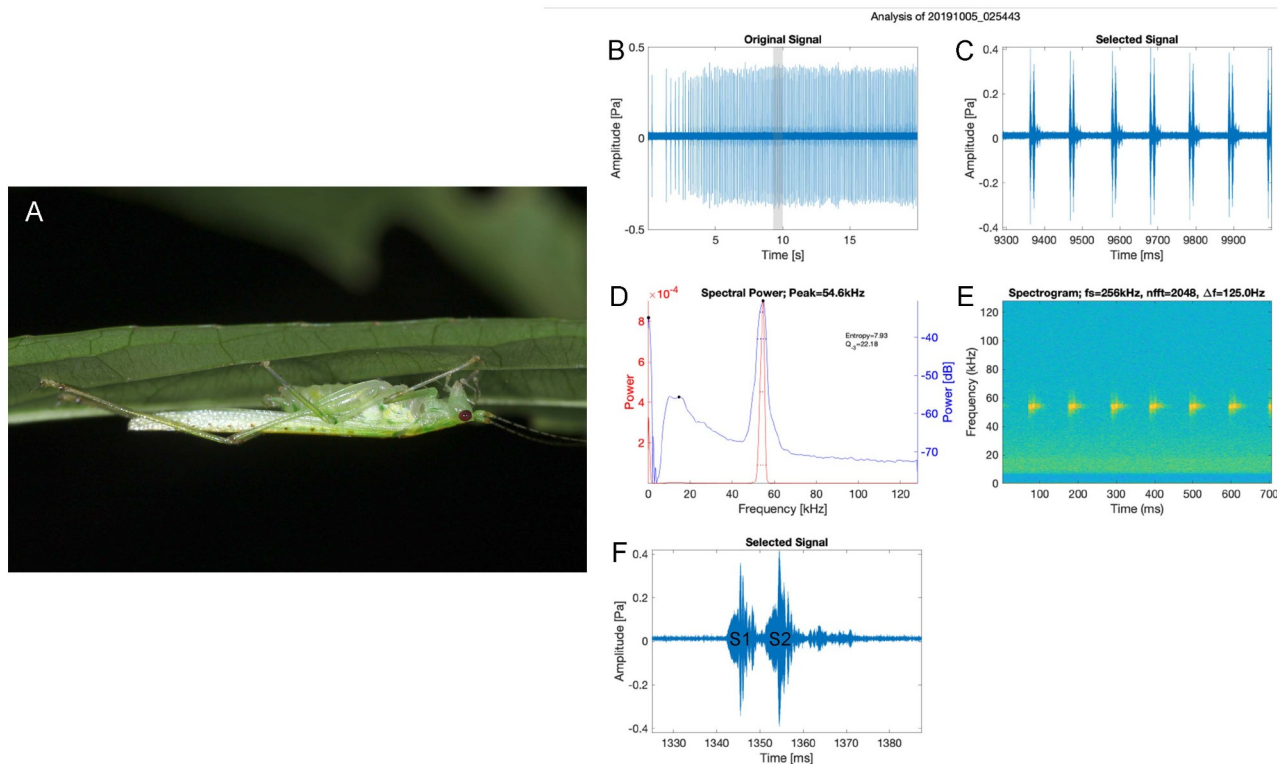 Analysis of 20191005_025443
A
B
Original Signal
Amplitude [Pa]
0.5
0
-0.5
5
10
15
Time [s]
C
Selected Signal
Amplitude [Pa]
0.4
0.2
0
-0.2
-0.4
9300 9400 9500 9600 9700 9800 9900
Time [ms]
D
×10⁻⁴
Spectral Power; Peak=54.6kHz
Power
8
6
4
2
Entropy=7.93
Q₋₃=22.18
-40
-50
-60
-70
Power [dB]
0 20 40 60 80 100 120
Frequency [kHz]
E
Spectrogram; fs=256kHz, nfft=2048, Δf=125.0Hz
Frequency (kHz)
120
100
80
60
40
20
0
100 200 300 400 500 600 700
Time (ms)
F
Selected Signal
Amplitude [Pa]
0.4
0.2
0
-0.2
-0.4
S1 S2
1330 1340 1350 1360 1370 1380
Time [ms]